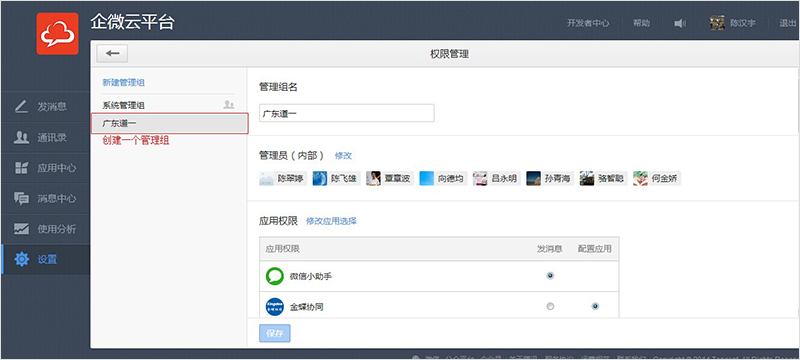 企微云平台
开发者中心 帮助 陈汉宇 退出
权限管理
发消息
通讯录
应用中心
消息中心
使用分析
设置
新建管理组
系统管理组
广东道一
创建一个管理组
管理组名
广东道一
管理员（内部） 修改
陈翠婷 陈飞雄 覃章波 向德均 吕永明 孙青海 骆智聪 何金娇
应用权限 修改应用选择
应用权限 发消息 配置应用
微信小助手
Kingdee
金蝶协同
保存